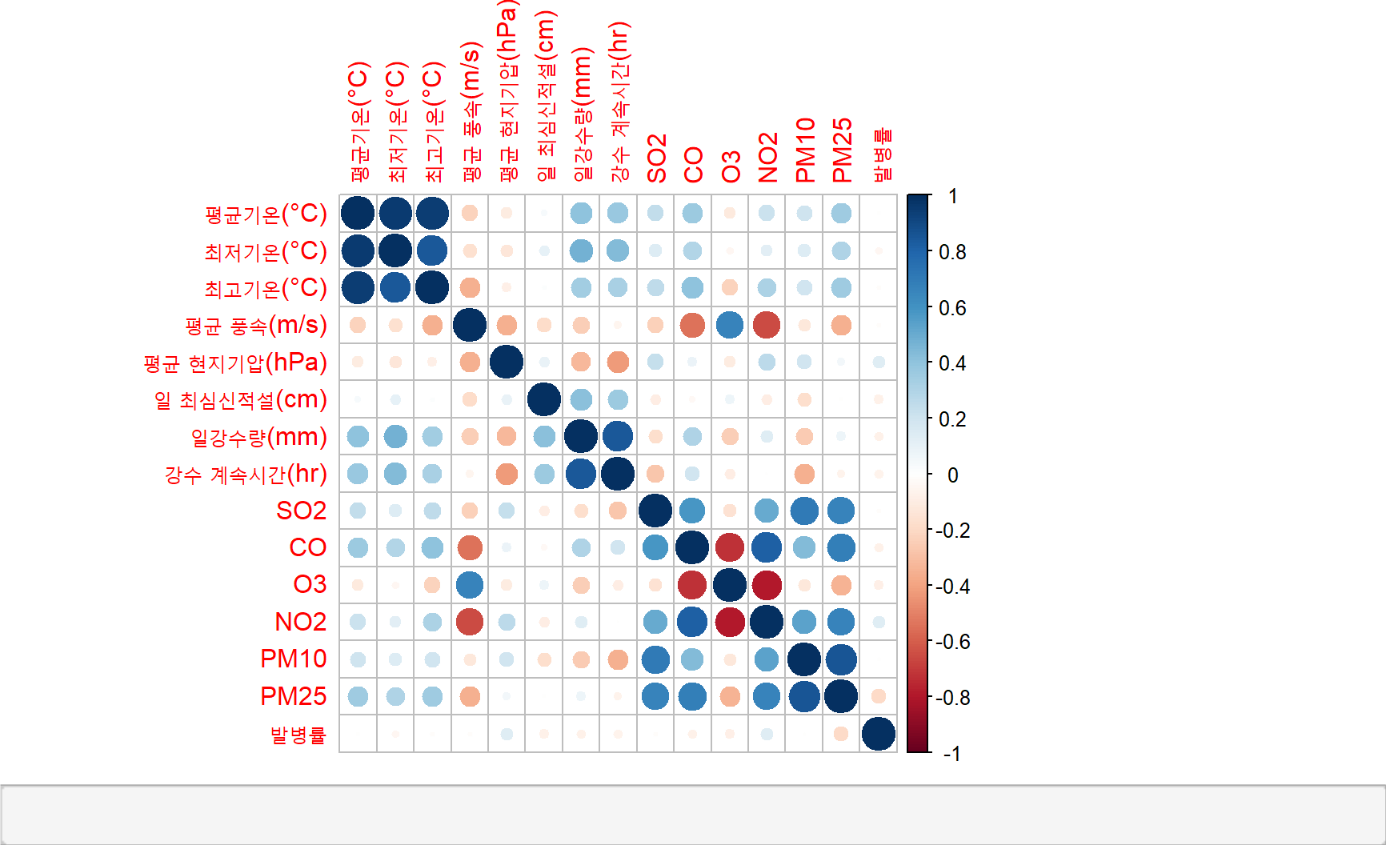 평균기온(°C)
최저기온(°C)
최고기온(°C)
평균 풍속(m/s)
평균 현지기압(hPa)
일 최심신적설(cm)
일강수량(mm)
강수 계속시간(hr)
SO2
CO
O3
NO2
PM10
PM25
발병률
평균기온(°C)
최저기온(°C)
최고기온(°C)
평균 풍속(m/s)
평균 현지기압(hPa)
일 최심신적설(cm)
일강수량(mm)
강수 계속시간(hr)
SO2
CO
O3
NO2
PM10
PM25
발병률
1
0.8
0.6
0.4
0.2
0
-0.2
-0.4
-0.6
-0.8
-1